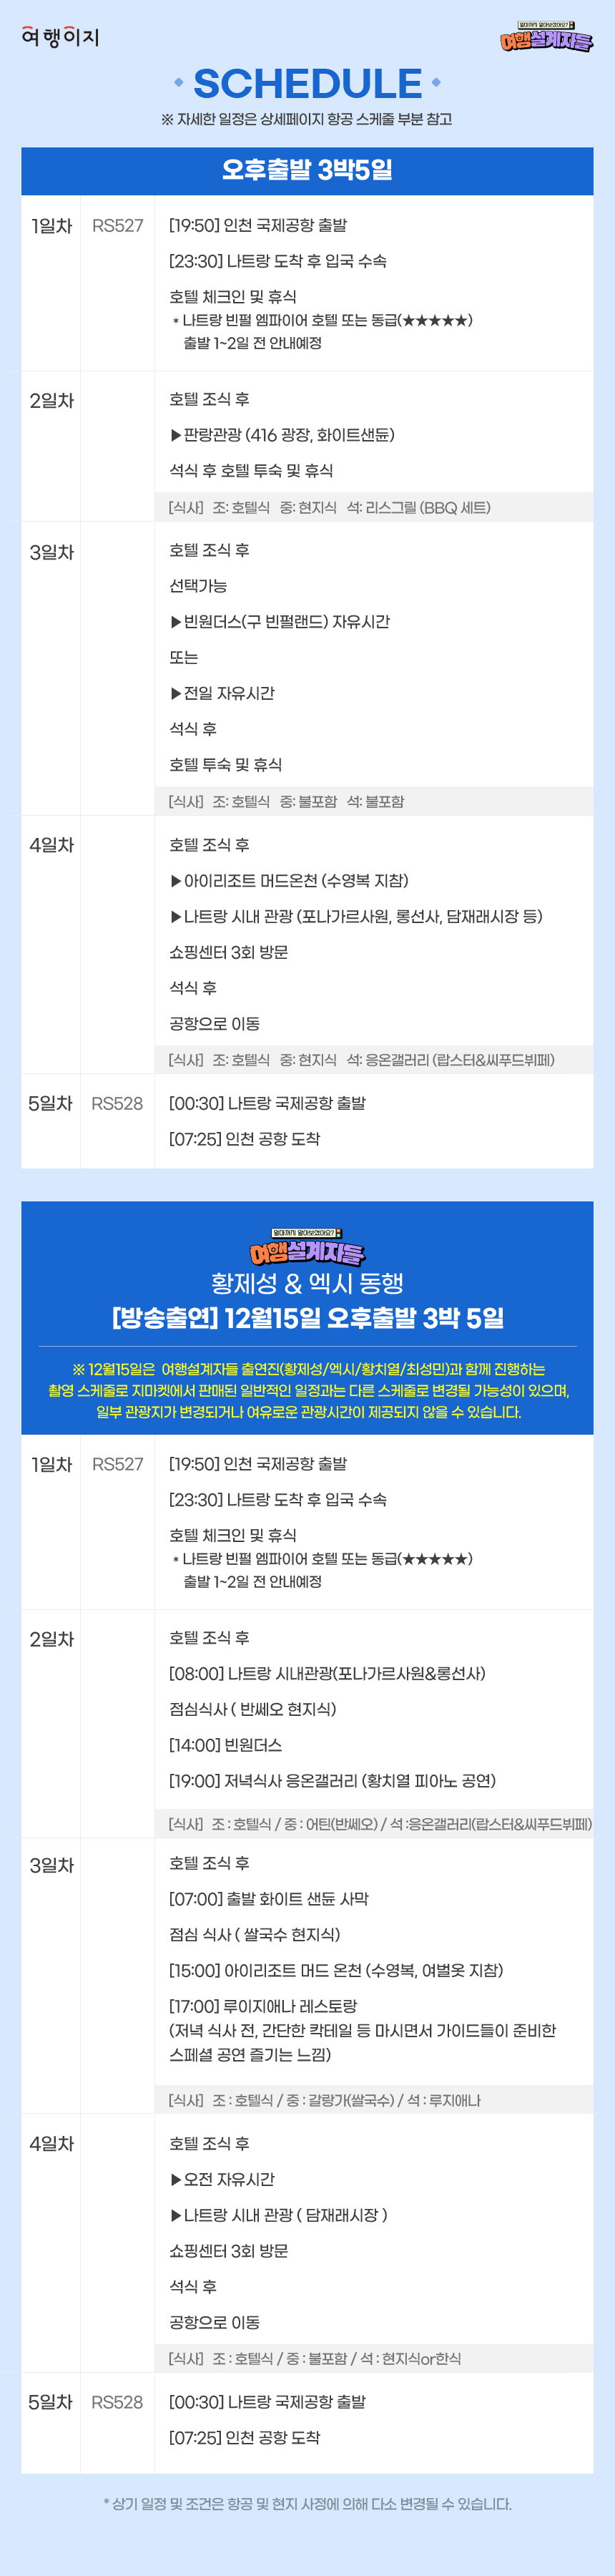 여행이지
얼마까지 알아보셨어요?
여행설계자들
SCHEDULE
※ 자세한 일정은 상세페이지 항공 스케줄 부분 참고
오후출발 3박5일
1일차 RS527 [19:50] 인천 국제공항 출발
[23:30] 나트랑 도착 후 입국 수속
호텔 체크인 및 휴식
* 나트랑 빈펄 엠파이어 호텔 또는 동급(★★★★★)
출발 1~2일 전 안내예정
2일차 호텔 조식 후
▶판랑관광 (416 광장, 화이트샌듄)
석식 후 호텔 투숙 및 휴식
[식사] 조: 호텔식 중: 현지식 석: 리스그릴 (BBQ 세트)
3일차 호텔 조식 후
선택가능
▶빈원더스(구 빈펄랜드) 자유시간
또는
▶전일 자유시간
석식 후
호텔 투숙 및 휴식
[식사] 조: 호텔식 중: 불포함 석: 불포함
4일차 호텔 조식 후
▶아이리조트 머드온천 (수영복 지참)
▶나트랑 시내 관광 (포나가르사원, 롱선사, 담재래시장 등)
쇼핑센터 3회 방문
석식 후
공항으로 이동
[식사] 조: 호텔식 중: 현지식 석: 응온갤러리 (랍스터&씨푸드뷔페)
5일차 RS528 [00:30] 나트랑 국제공항 출발
[07:25] 인천 공항 도착
얼마까지 알아보셨어요?
여행설계자들
황제성 & 엑시 동행
[방송출연] 12월15일 오후출발 3박 5일
※ 12월15일은 여행설계자들 출연진(황제성/엑시/황치열/최성민)과 함께 진행하는
촬영 스케줄로 지마켓에서 판매된 일반적인 일정과는 다른 스케줄로 변경될 가능성이 있으며,
일부 관광지가 변경되거나 여유로운 관광시간이 제공되지 않을 수 있습니다.
1일차 RS527 [19:50] 인천 국제공항 출발
[23:30] 나트랑 도착 후 입국 수속
호텔 체크인 및 휴식
* 나트랑 빈펄 엠파이어 호텔 또는 동급(★★★★★)
출발 1~2일 전 안내예정
2일차 호텔 조식 후
[08:00] 나트랑 시내관광(포나가르사원&롱선사)
점심식사 ( 반쎄오 현지식)
[14:00] 빈원더스
[19:00] 저녁식사 응온갤러리 (황치열 피아노 공연)
[식사] 조 : 호텔식 / 중 : 어틴(반쎄오) / 석 :응온갤러리(랍스터&씨푸드뷔페)
3일차 호텔 조식 후
[07:00] 출발 화이트 샌듄 사막
점심 식사 ( 쌀국수 현지식)
[15:00] 아이리조트 머드 온천 (수영복, 여벌옷 지참)
[17:00] 루이지애나 레스토랑
(저녁 식사 전, 간단한 칵테일 등 마시면서 가이드들이 준비한
스페셜 공연 즐기는 느낌)
[식사] 조 : 호텔식 / 중 : 갈랑가(쌀국수) / 석 : 루지애나
4일차 호텔 조식 후
▶오전 자유시간
▶나트랑 시내 관광 ( 담재래시장 )
쇼핑센터 3회 방문
석식 후
공항으로 이동
[식사] 조 : 호텔식 / 중 : 불포함 / 석 : 현지식or한식
5일차 RS528 [00:30] 나트랑 국제공항 출발
[07:25] 인천 공항 도착
* 상기 일정 및 조건은 항공 및 현지 사정에 의해 다소 변경될 수 있습니다.